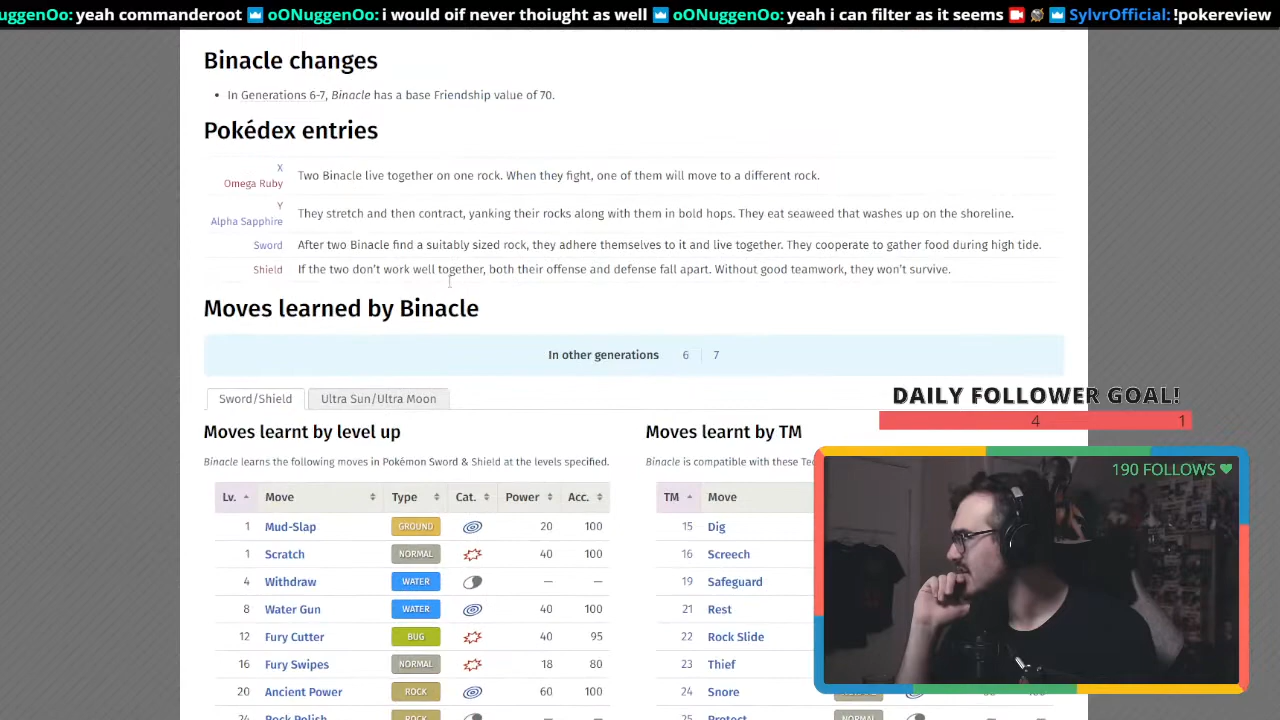 uggenOo: yeah commanderoot oONuggenOo: i would oif never thoiught as well oONuggenOo: yeah i can filter as it seems SylvrOfficial: !pokereview
Binacle changes
• In Generations 6-7, Binacle has a base Friendship value of 70.
Pokédex entries
X
Omega Ruby
Two Binacle live together on one rock. When they fight, one of them will move to a different rock.
Y
Alpha Sapphire
They stretch and then contract, yanking their rocks along with them in bold hops. They eat seaweed that washes up on the shoreline.
Sword After two Binacle find a suitably sized rock, they adhere themselves to it and live together. They cooperate to gather food during high tide.
Shield If the two don't work well together, both their offense and defense fall apart. Without good teamwork, they won't survive.
Moves learned by Binacle
In other generations 6 7
Sword/Shield Ultra Sun/Ultra Moon
DAILY FOLLOWER GOAL!
4 1
Moves learnt by level up
Binacle learns the following moves in Pokémon Sword & Shield at the levels specified.
Lv. Move Type Cat. Power Acc.
1 Mud-Slap GROUND 20 100
1 Scratch NORMAL 40 100
4 Withdraw WATER — —
8 Water Gun WATER 40 100
12 Fury Cutter BUG 40 95
16 Fury Swipes NORMAL 18 80
20 Ancient Power ROCK 60 100
24 Rock Polish ROCK — —
Moves learnt by TM
Binacle is compatible with these Te
TM Move
15 Dig
16 Screech
19 Safeguard
21 Rest
22 Rock Slide
23 Thief
24 Snore
25 Protect NORMAL
190 FOLLOWS